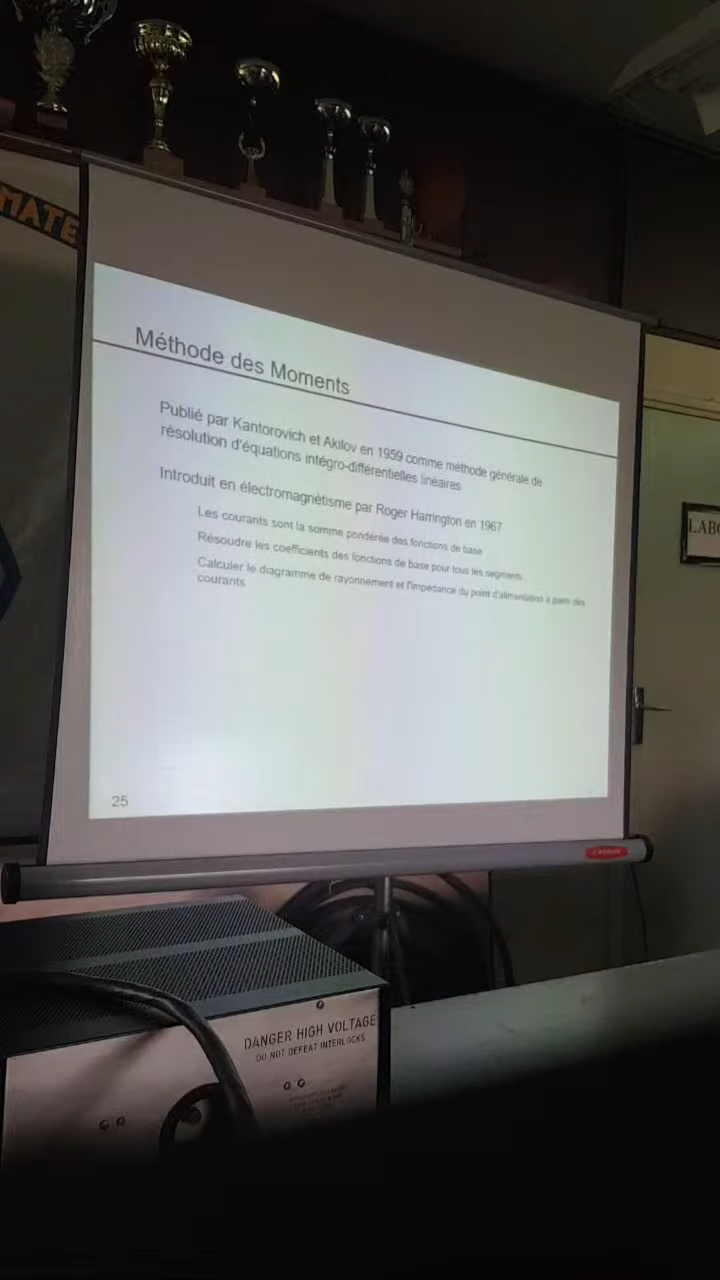 MATE
Méthode des Moments
Publié par Kantorovich et Akilov en 1959 comme méthode générale de
résolution d'équations intégro-différentielles linéaires
Introduit en électromagnétisme par Roger Harrington en 1967
Les courants sont la somme pondérée des fonctions de base
Résoudre les coefficients des fonctions de base pour tous les segments
Calculer le diagramme de rayonnement et l'impédance du point d'alimentation à partir des
courants
25
LABO
DANGER HIGH VOLTAGE
DO NOT DEFEAT INTERLOCKS